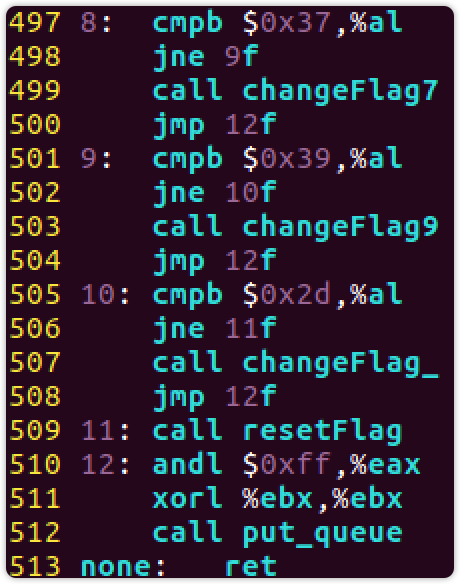 497 8:  cmpb $0x37,%al
498     jne 9f
499     call changeFlag7
500     jmp 12f
501 9:  cmpb $0x39,%al
502     jne 10f
503     call changeFlag9
504     jmp 12f
505 10: cmpb $0x2d,%al
506     jne 11f
507     call changeFlag_
508     jmp 12f
509 11: call resetFlag
510 12: andl $0xff,%eax
511     xorl %ebx,%ebx
512     call put_queue
513 none:   ret